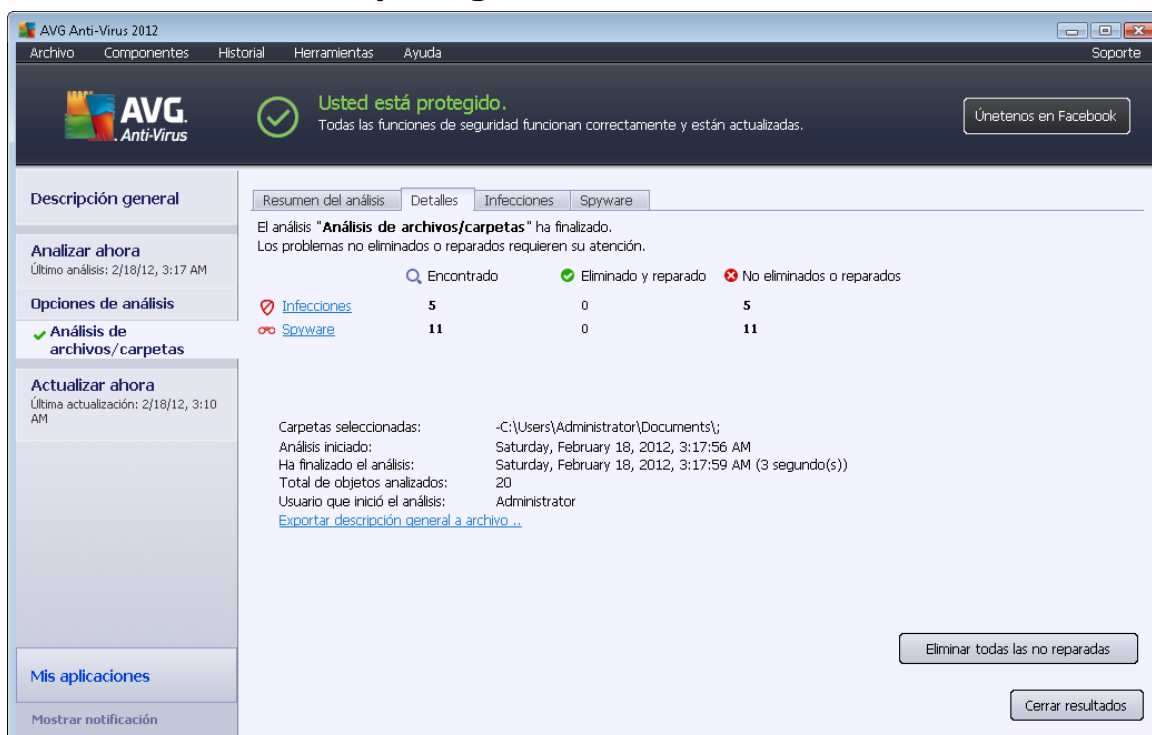 AVG Anti-Virus 2012
Archivo Componentes Historial Herramientas Ayuda Soporte
AVG.
Anti-Virus
Usted está protegido.
Todas las funciones de seguridad funcionan correctamente y están actualizadas.
Únetenos en Facebook
Descripción general
Analizar ahora
Último análisis: 2/18/12, 3:17 AM
Opciones de análisis
Análisis de
archivos/carpetas
Actualizar ahora
Última actualización: 2/18/12, 3:10
AM
Mis aplicaciones
Mostrar notificación
Resumen del análisis Detalles Infecciones Spyware
El análisis "Análisis de archivos/carpetas" ha finalizado.
Los problemas no eliminados o reparados requieren su atención.
Encontrado Eliminado y reparado No eliminados o reparados
Infecciones 5 0 5
Spyware 11 0 11
Carpetas seleccionadas: -C:\Users\Administrator\Documents\;
Análisis iniciado: Saturday, February 18, 2012, 3:17:56 AM
Ha finalizado el análisis: Saturday, February 18, 2012, 3:17:59 AM (3 segundo(s))
Total de objetos analizados: 20
Usuario que inició el análisis: Administrator
Exportar descripción general a archivo ..
Eliminar todas las no reparadas
Cerrar resultados